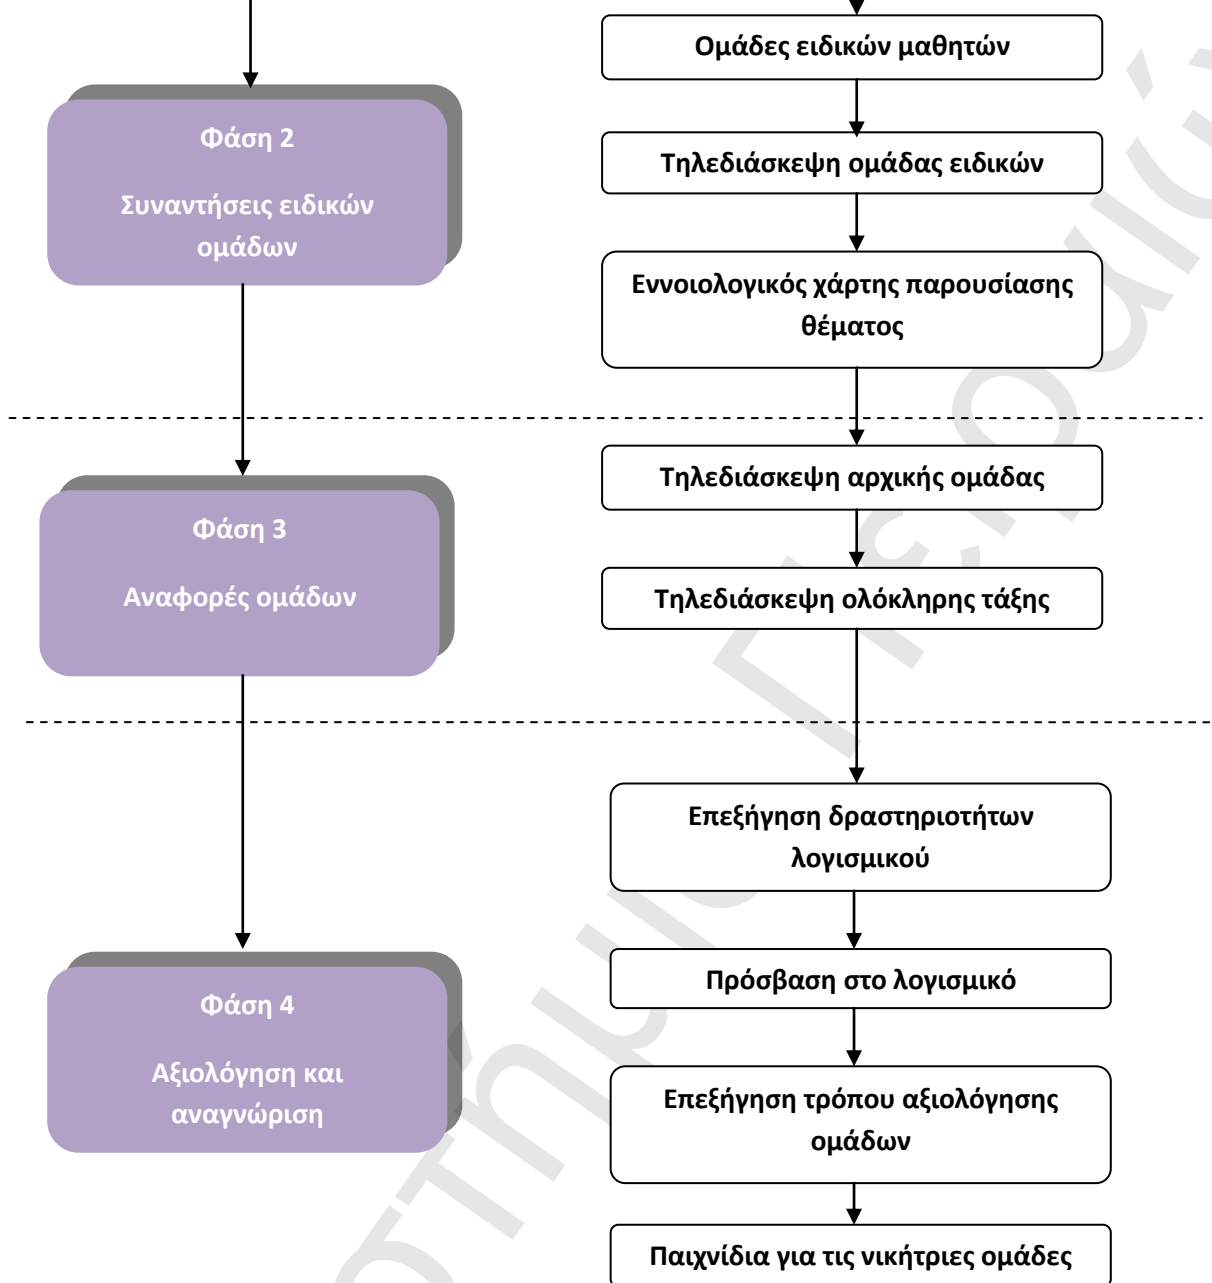 Ομάδες ειδικών μαθητών
Φάση 2
Συναντήσεις ειδικών
ομάδων
Τηλεδιάσκεψη ομάδας ειδικών
Εννοιολογικός χάρτης παρουσίασης
θέματος
Φάση 3
Αναφορές ομάδων
Τηλεδιάσκεψη αρχικής ομάδας
Τηλεδιάσκεψη ολόκληρης τάξης
Επεξήγηση δραστηριοτήτων
λογισμικού
Φάση 4
Αξιολόγηση και
αναγνώριση
Πρόσβαση στο λογισμικό
Επεξήγηση τρόπου αξιολόγησης
ομάδων
Παιχνίδια για τις νικήτριες ομάδες